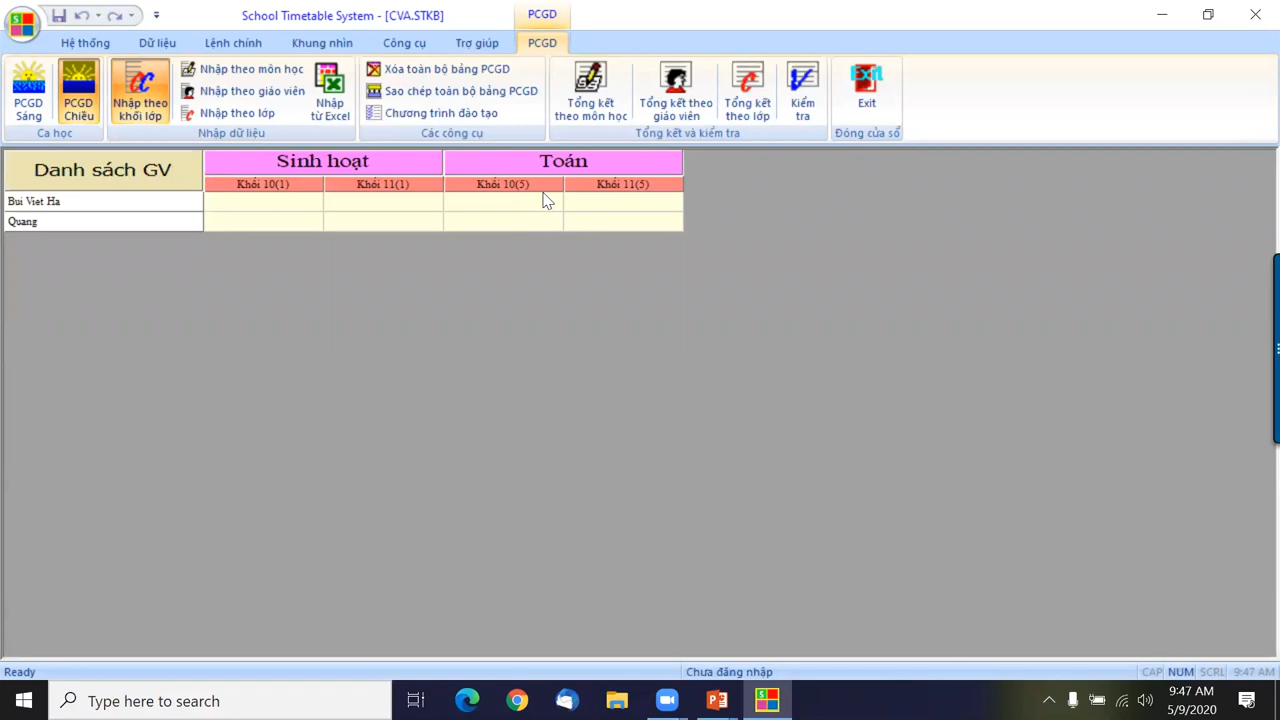 School Timetable System - [CVA.STKB]
PCGD
Hệ thống
Dữ liệu
Lệnh chính
Khung nhìn
Công cụ
Trợ giúp
PCGD
PCGD Sáng
PCGD Chiều
Ca học
Nhập theo khối lớp
Nhập theo môn học
Nhập theo giáo viên
Nhập theo lớp
Nhập từ Excel
Nhập dữ liệu
Xóa toàn bộ bảng PCGD
Sao chép toàn bộ bảng PCGD
Chương trình đào tạo
Các công cụ
Tổng kết theo môn học
Tổng kết theo giáo viên
Tổng kết theo lớp
Kiểm tra
Tổng kết và kiểm tra
Exit
Đóng cửa sổ
Danh sách GV
Sinh hoạt
Toán
Khối 10(1)
Khối 11(1)
Khối 10(5)
Khối 11(5)
Bui Viet Ha
Quang
Ready
Chưa đăng nhập
CAP
NUM
SCRL
9:47 AM
Type here to search
9:47 AM
5/9/2020